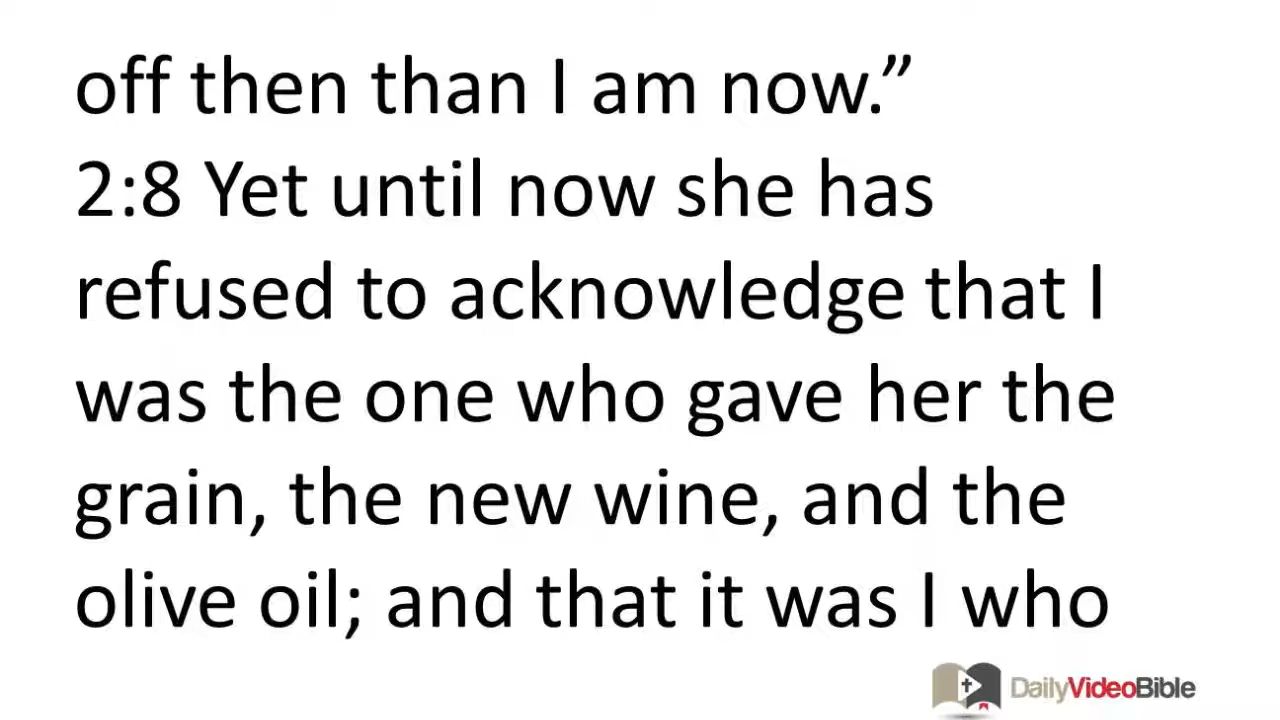 off then than I am now.”
2:8 Yet until now she has
refused to acknowledge that I
was the one who gave her the
grain, the new wine, and the
olive oil; and that it was I who
DailyVideoBible